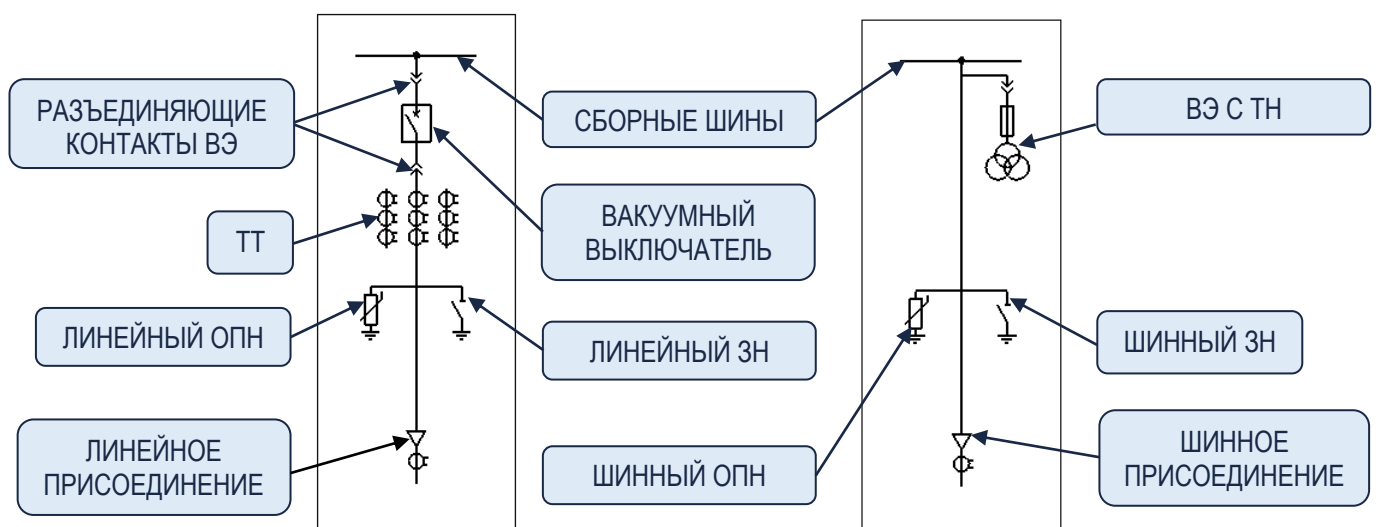 РАЗЪЕДИНЯЮЩИЕ
КОНТАКТЫ ВЭ
СБОРНЫЕ ШИНЫ
ВЭ С ТН
ТТ
ВАКУУМНЫЙ
ВЫКЛЮЧАТЕЛЬ
ЛИНЕЙНЫЙ ОПН
ЛИНЕЙНЫЙ ЗН
ШИННЫЙ ЗН
ЛИНЕЙНОЕ
ПРИСОЕДИНЕНИЕ
ШИННЫЙ ОПН
ШИННОЕ
ПРИСОЕДИНЕНИЕ